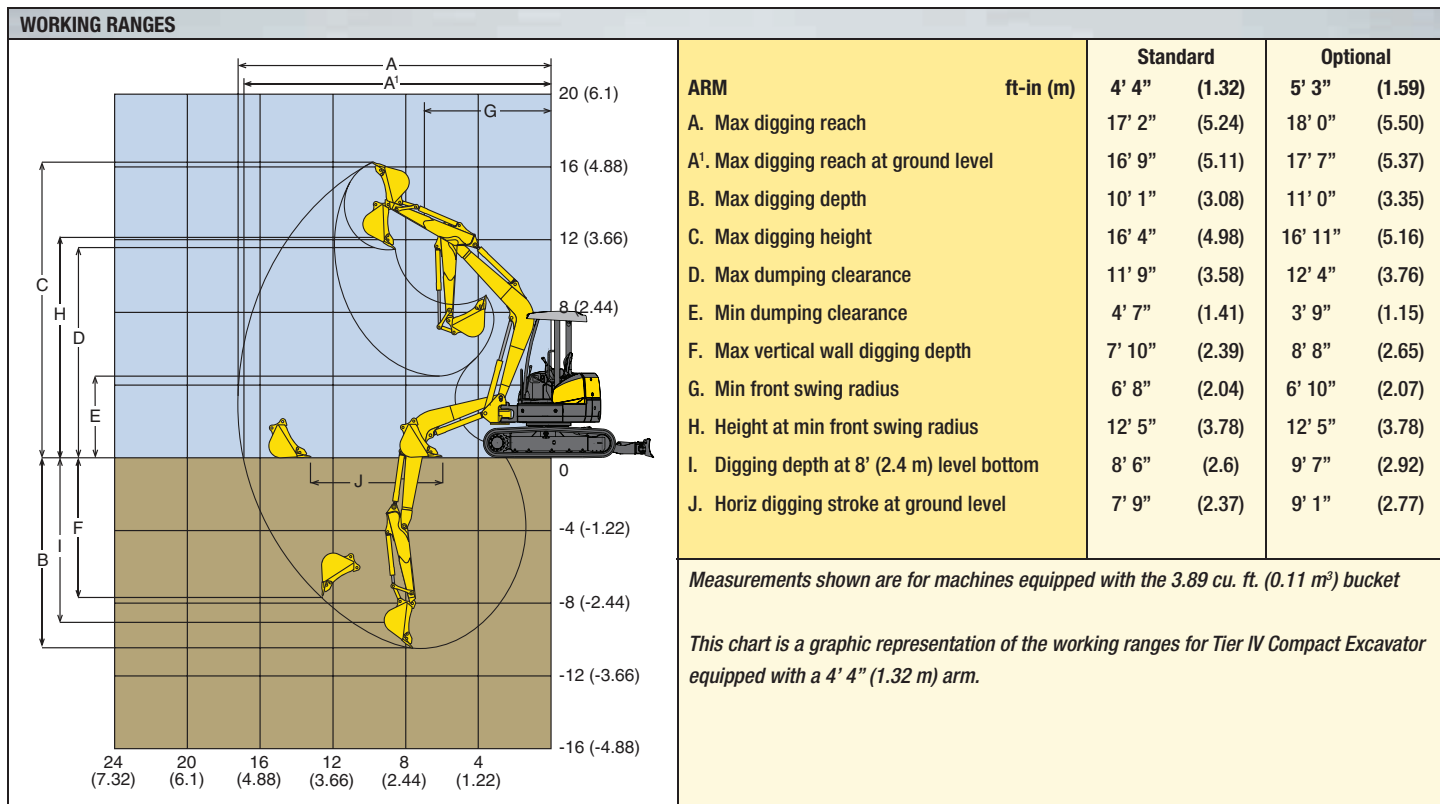 WORKING RANGES
A
A¹
G
C
H
D
E
J
F
I
B
20 (6.1)
16 (4.88)
12 (3.66)
8 (2.44)
0
-4 (-1.22)
-8 (-2.44)
-12 (-3.66)
-16 (-4.88)
24 20 16 12 8 4
(7.32) (6.1) (4.88) (3.66) (2.44) (1.22)
Standard Optional
ARM ft-in (m) 4’ 4” (1.32) 5’ 3” (1.59)
A. Max digging reach 17’ 2” (5.24) 18’ 0” (5.50)
A¹. Max digging reach at ground level 16’ 9” (5.11) 17’ 7” (5.37)
B. Max digging depth 10’ 1” (3.08) 11’ 0” (3.35)
C. Max digging height 16’ 4” (4.98) 16’ 11” (5.16)
D. Max dumping clearance 11’ 9” (3.58) 12’ 4” (3.76)
E. Min dumping clearance 4’ 7” (1.41) 3’ 9” (1.15)
F. Max vertical wall digging depth 7’ 10” (2.39) 8’ 8” (2.65)
G. Min front swing radius 6’ 8” (2.04) 6’ 10” (2.07)
H. Height at min front swing radius 12’ 5” (3.78) 12’ 5” (3.78)
I. Digging depth at 8’ (2.4 m) level bottom 8’ 6” (2.6) 9’ 7” (2.92)
J. Horiz digging stroke at ground level 7’ 9” (2.37) 9’ 1” (2.77)
Measurements shown are for machines equipped with the 3.89 cu. ft. (0.11 m³) bucket
This chart is a graphic representation of the working ranges for Tier IV Compact Excavator
equipped with a 4’ 4” (1.32 m) arm.